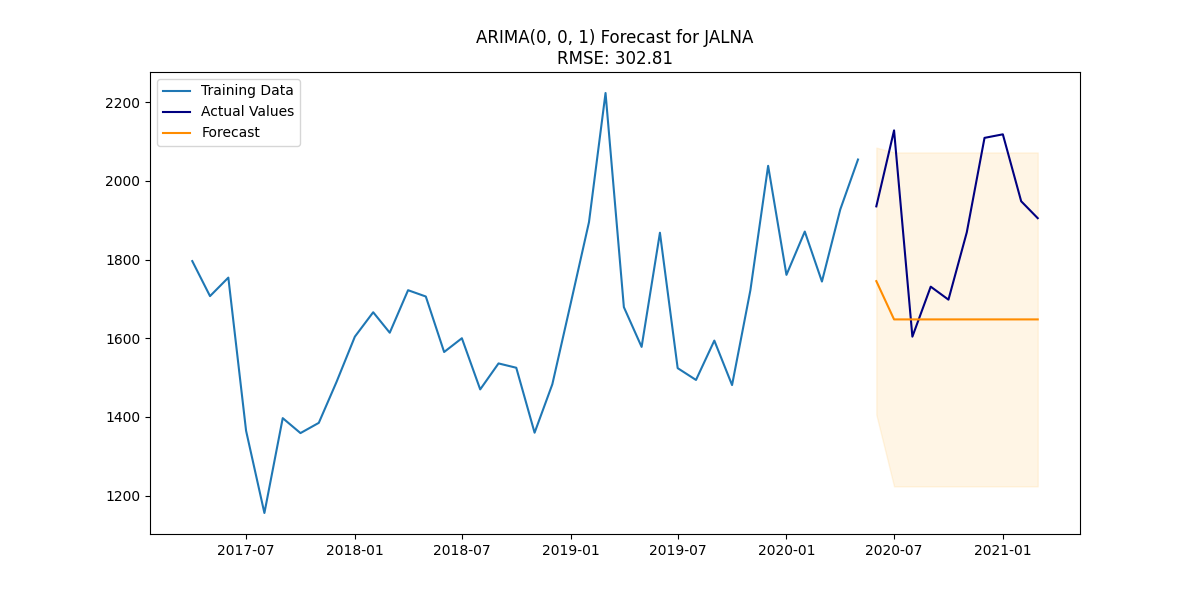 ARIMA(0, 0, 1) Forecast for JALNA
RMSE: 302.81
Training Data
Actual Values
Forecast
2200
2000
1800
1600
1400
1200
2017-07 2018-01 2018-07 2019-01 2019-07 2020-01 2020-07 2021-01